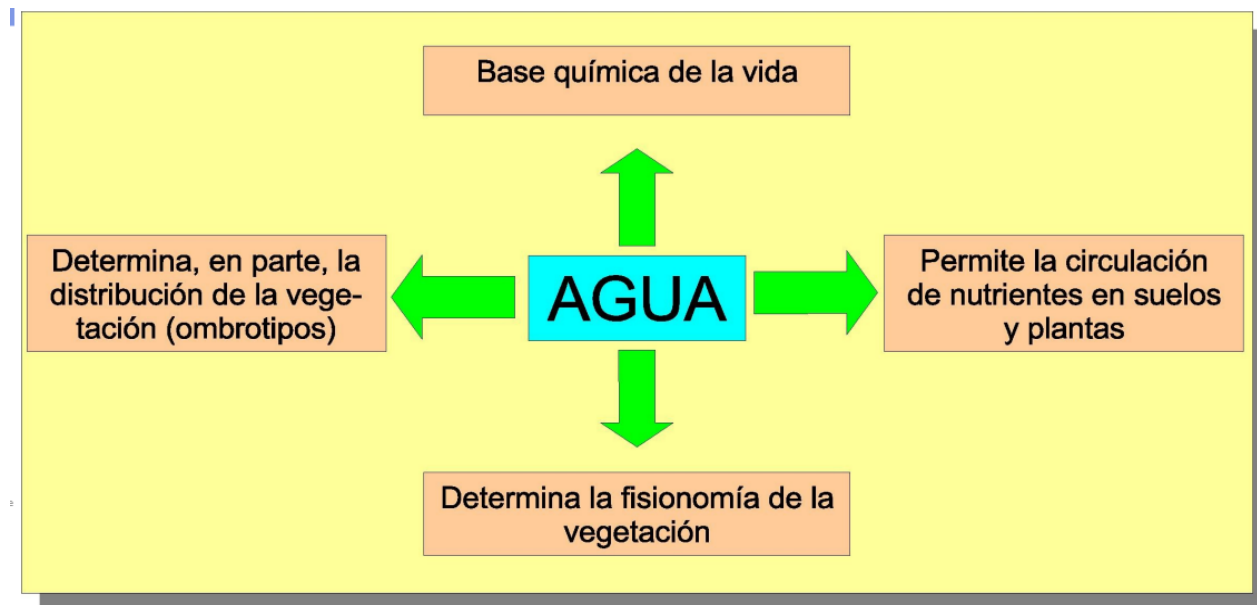 Base química de la vida
Determina, en parte, la
distribución de la vege-
tación (ombrotipos)
AGUA
Permite la circulación
de nutrientes en suelos
y plantas
Determina la fisionomía de la
vegetación